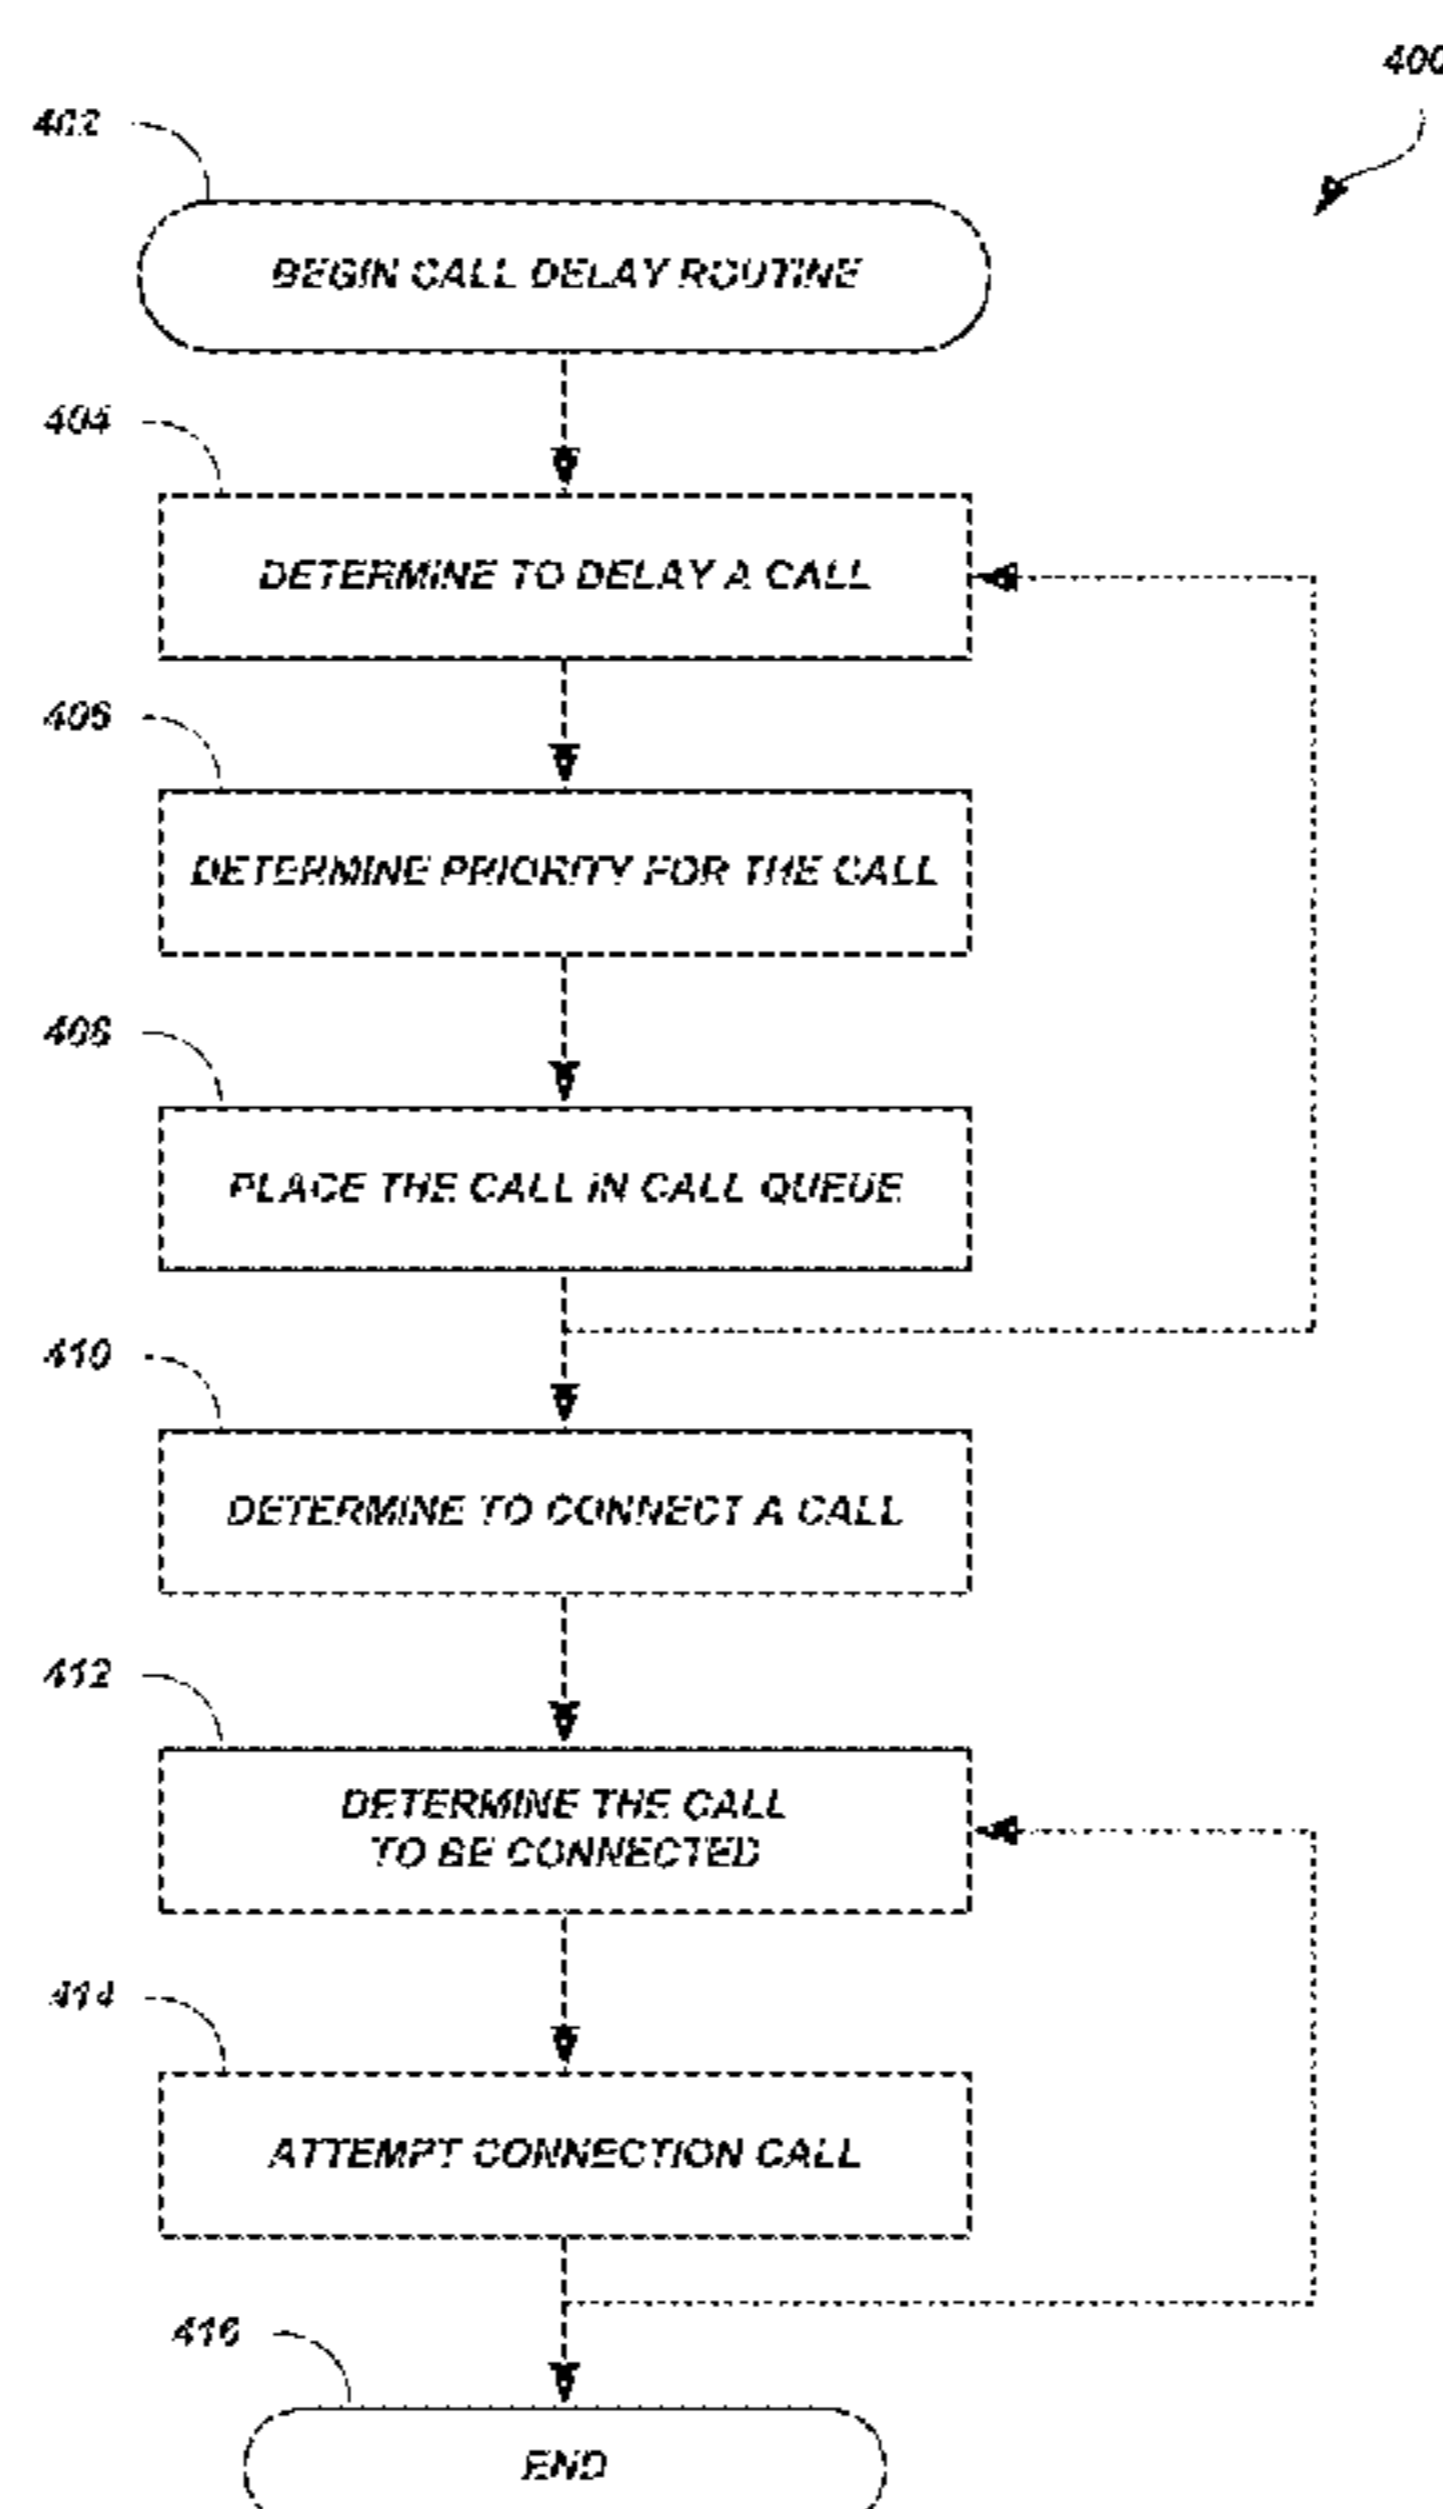 400
402
BEGIN CALL DELAY ROUTINE
404
DETERMINE TO DELAY A CALL
406
DETERMINE PRIORITY FOR THE CALL
408
PLACE THE CALL IN CALL QUEUE
410
DETERMINE TO CONNECT A CALL
412
DETERMINE THE CALL
TO BE CONNECTED
414
ATTEMPT CONNECTION CALL
416
END